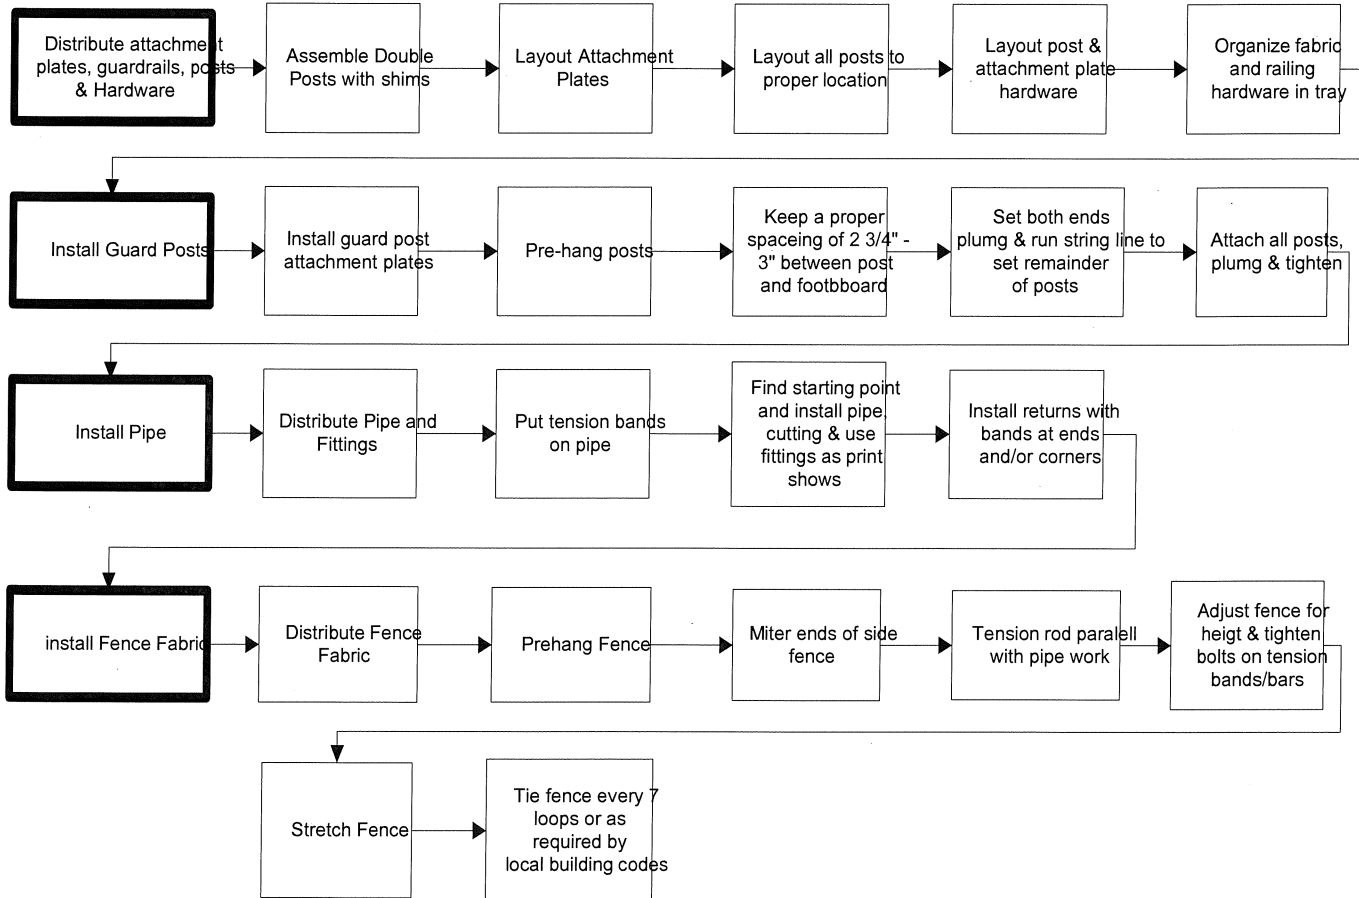 Distribute attachment
plates, guardrails, posts
& Hardware
Assemble Double
Posts with shims
Layout Attachment
Plates
Layout all posts to
proper location
Layout post &
attachment plate
hardware
Organize fabric
and railing
hardware in tray
Install Guard Posts
Install guard post
attachment plates
Pre-hang posts
Keep a proper
spaceing of 2 3/4" -
3" between post
and footbboard
Set both ends
plumg & run string line to
set remainder
of posts
Attach all posts,
plumg & tighten
Install Pipe
Distribute Pipe and
Fittings
Put tension bands
on pipe
Find starting point
and install pipe,
cutting & use
fittings as print
shows
Install returns with
bands at ends
and/or corners
install Fence Fabric
Distribute Fence
Fabric
Prehang Fence
Miter ends of side
fence
Tension rod paralell
with pipe work
Adjust fence for
heigt & tighten
bolts on tension
bands/bars
Stretch Fence
Tie fence every 7
loops or as
required by
local building codes